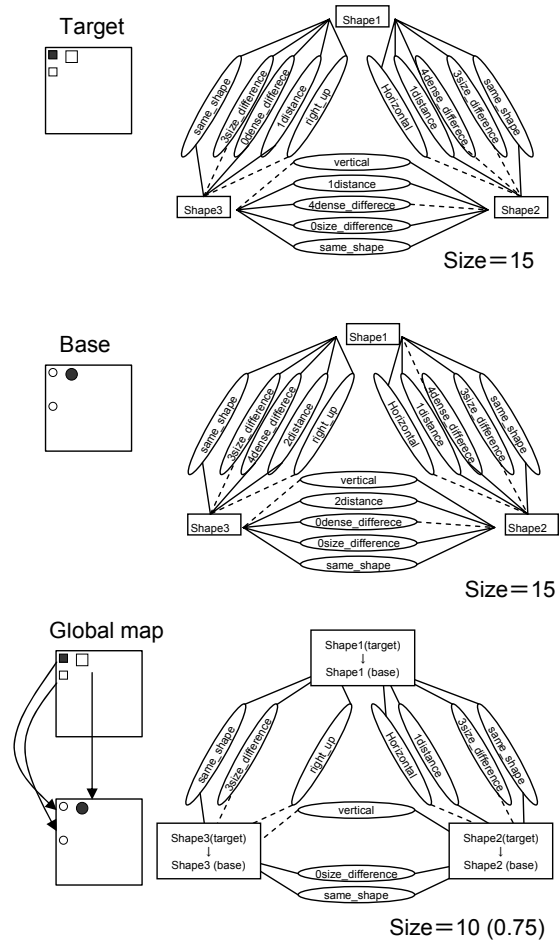 Target
Shape1
same_shape
3size_difference
0dense_differece
1distance
right_up
Horizontal
1distance
4dense_differece
3size_difference
same_shape
vertical
1distance
4dense_differece
0size_difference
same_shape
Shape3
Shape2
Size=15
Base
Shape1
same_shape
3size_difference
4dense_differece
2distance
right_up
Horizontal
1distance
4dense_differece
3size_difference
same_shape
vertical
2distance
0dense_differece
0size_difference
same_shape
Shape3
Shape2
Size=15
Global map
Shape1(target)
↓
Shape1 (base)
same_shape
3size_difference
right_up
Horizontal
1distance
3size_difference
same_shape
vertical
Shape3(target)
↓
Shape3 (base)
Shape2(target)
↓
Shape2 (base)
0size_difference
same_shape
Size=10 (0.75)